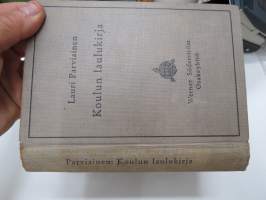 Lauri Parviainen
Koulun laulukirja
Werner Söderström
Osakeyhtiö
Parviainen: Koulun laulukirja